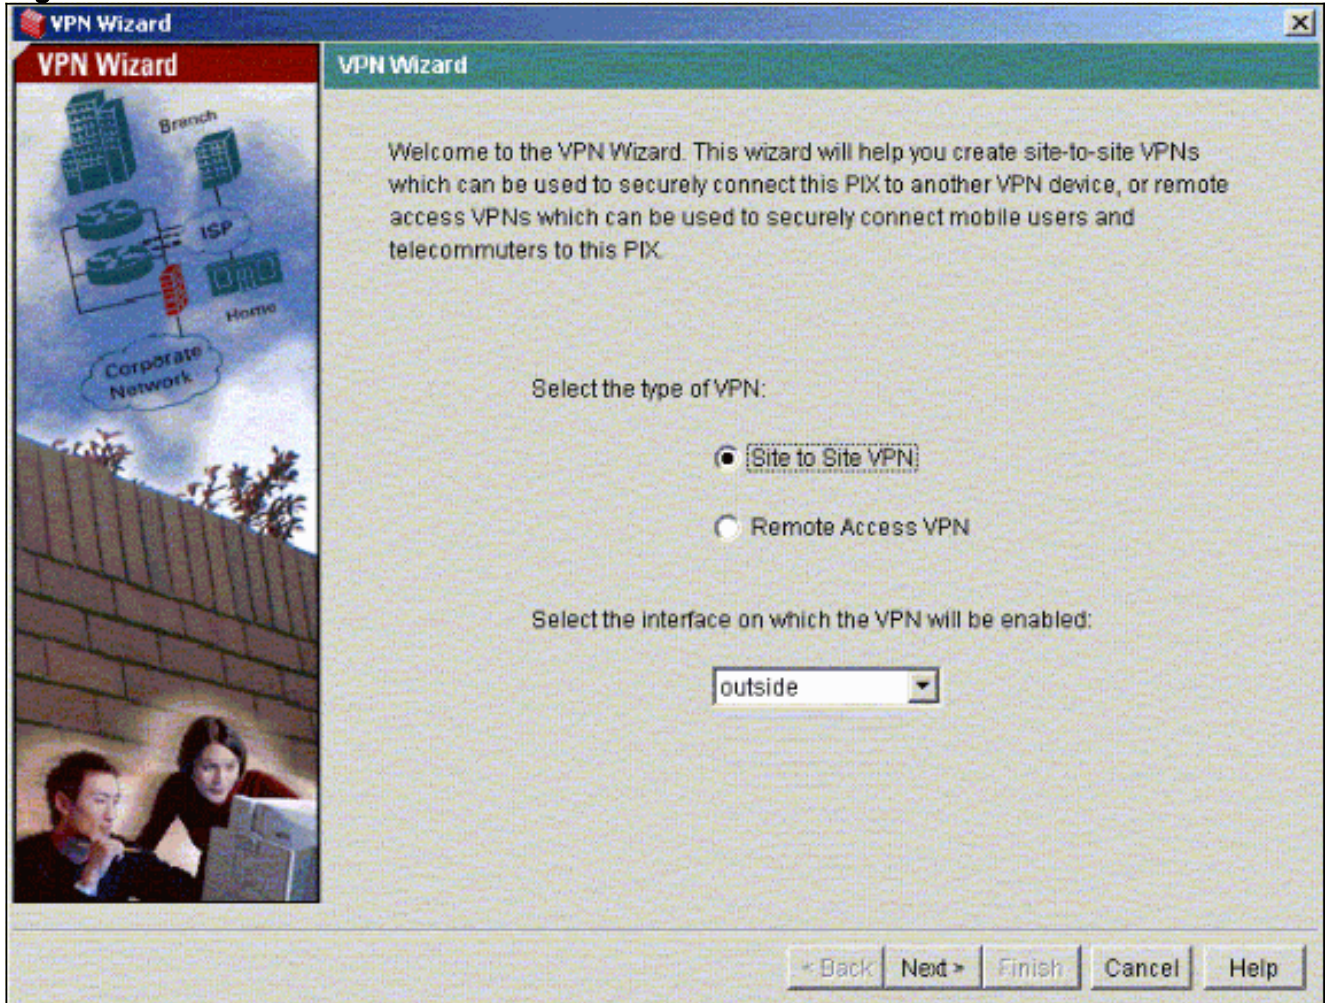 VPN Wizard
VPN Wizard
VPN Wizard
Branch
ISP
Home
Corporate
Network
Welcome to the VPN Wizard. This wizard will help you create site-to-site VPNs
which can be used to securely connect this PIX to another VPN device, or remote
access VPNs which can be used to securely connect mobile users and
telecommuters to this PIX.
Select the type of VPN:
Site to Site VPN
Remote Access VPN
Select the interface on which the VPN will be enabled:
outside
< Back Next > Finish Cancel Help